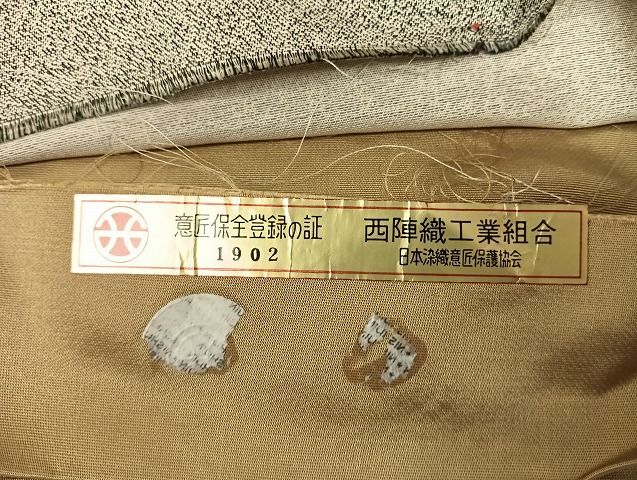 意匠保全登録の証
1902
西陣織工業組合
日本染織意匠保護協会